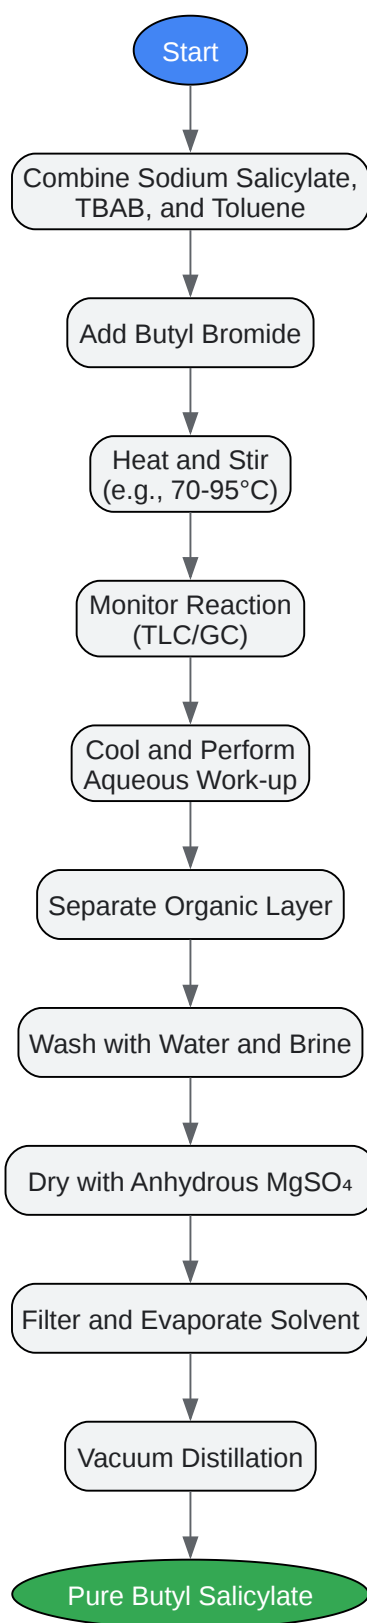 Start
Combine Sodium Salicylate,
TBAB, and Toluene
Add Butyl Bromide
Heat and Stir
(e.g., 70-95°C)
Monitor Reaction
(TLC/GC)
Cool and Perform
Aqueous Work-up
Separate Organic Layer
Wash with Water and Brine
Dry with Anhydrous MgSO₄
Filter and Evaporate Solvent
Vacuum Distillation
Pure Butyl Salicylate